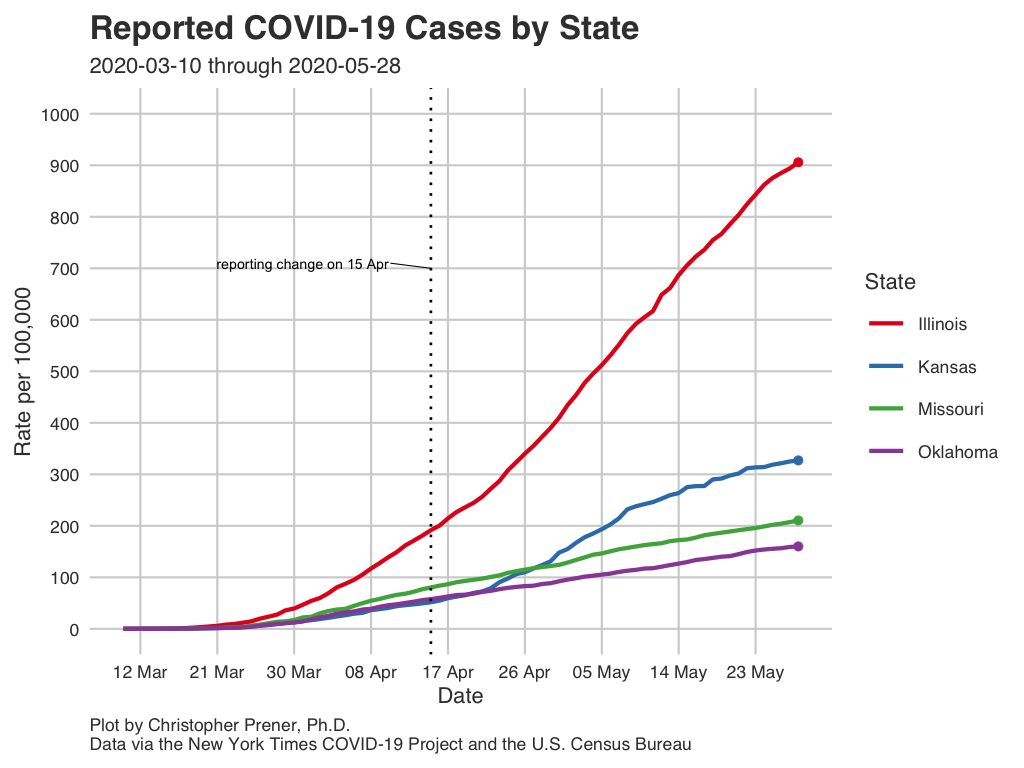 Reported COVID-19 Cases by State
2020-03-10 through 2020-05-28
1000
900
800
700
600
500
400
300
200
100
0
Rate per 100,000
reporting change on 15 Apr
12 Mar 21 Mar 30 Mar 08 Apr 17 Apr 26 Apr 05 May 14 May 23 May
Date
State
Illinois
Kansas
Missouri
Oklahoma
Plot by Christopher Prener, Ph.D.
Data via the New York Times COVID-19 Project and the U.S. Census Bureau